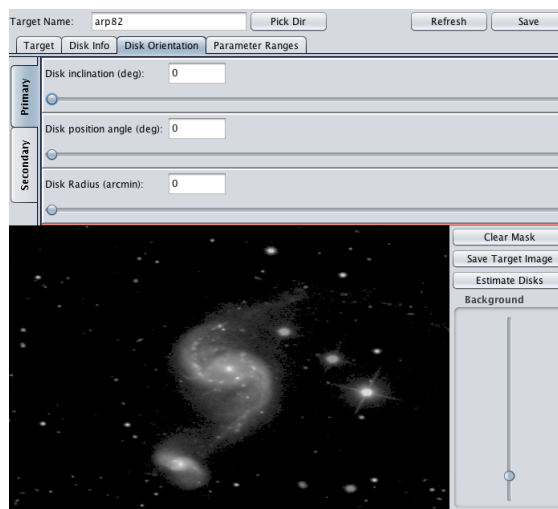 Target Name: arp82 Pick Dir Refresh Save
Target Disk Info Disk Orientation Parameter Ranges
Primary
Secondary
Disk inclination (deg): 0
Disk position angle (deg): 0
Disk Radius (arcmin): 0
Clear Mask
Save Target Image
Estimate Disks
Background